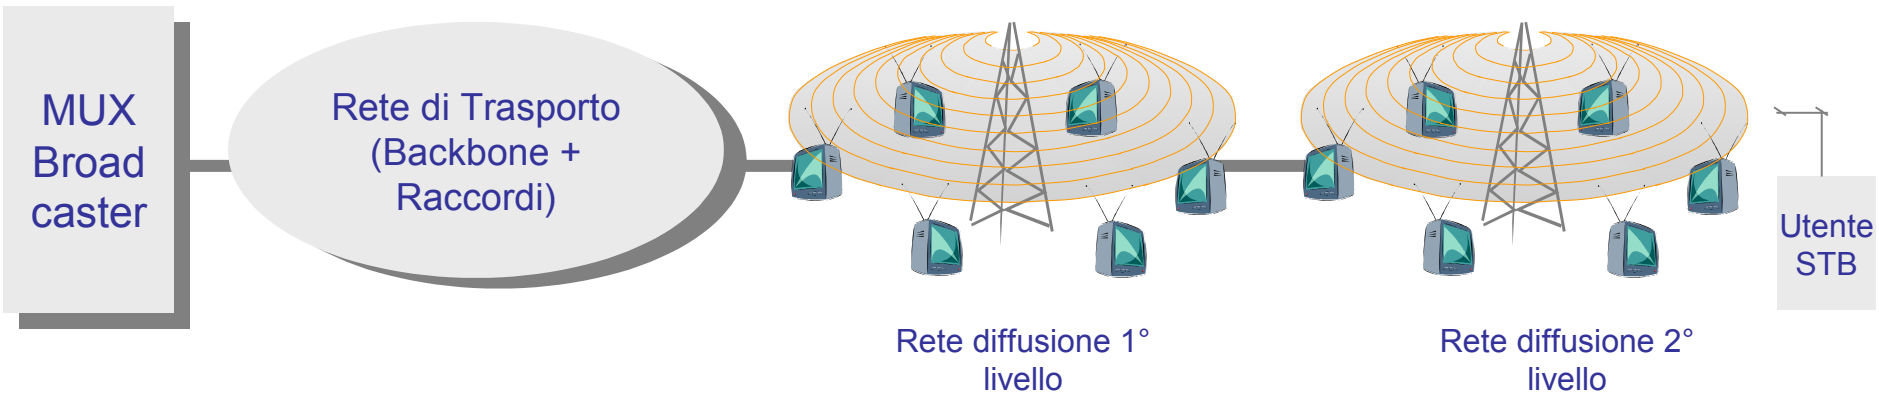 MUX
Broad
caster
Rete di Trasporto
(Backbone +
Raccordi)
Rete diffusione 1°
livello
Rete diffusione 2°
livello
Utente
STB